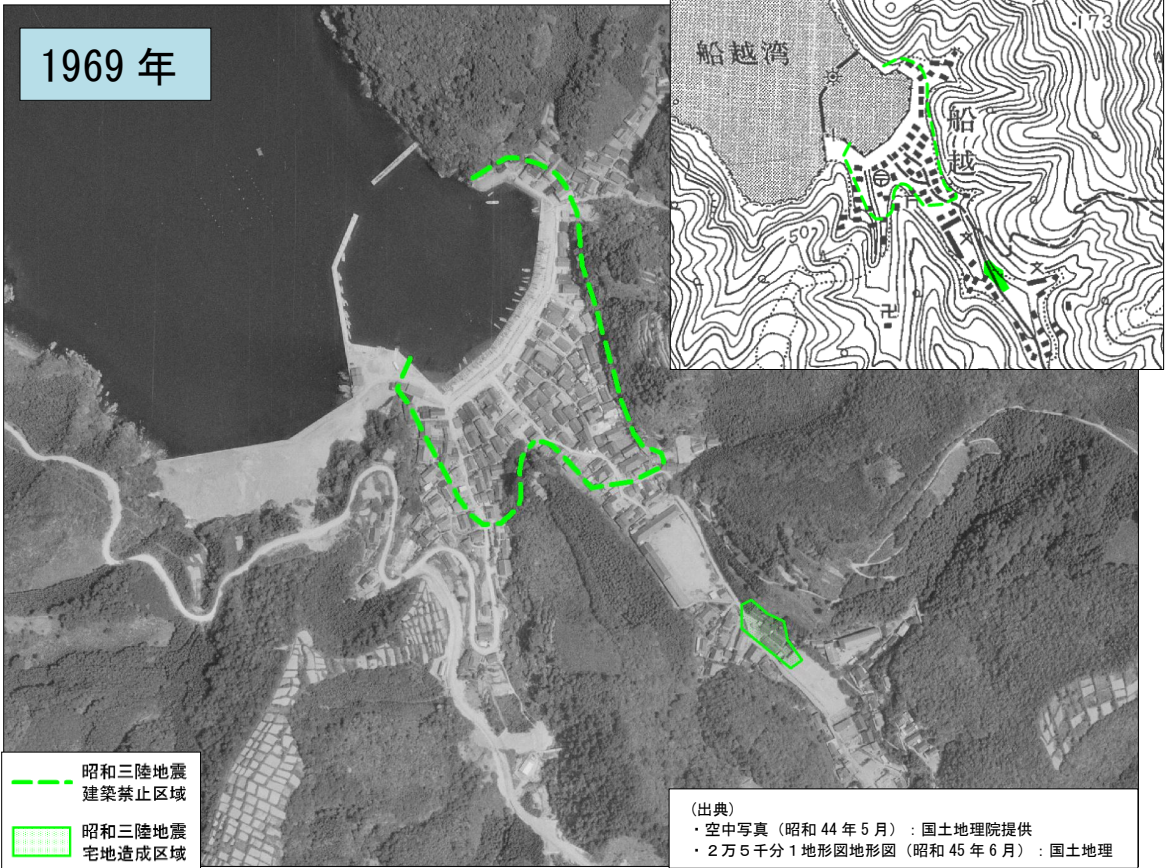 1969 年
船越湾
・173
船越
50
昭和三陸地震
建築禁止区域
昭和三陸地震
宅地造成区域
(出典)
・空中写真(昭和 44 年 5 月):国土地理院提供
・2万5千分1地形図地形図(昭和 45 年 6 月):国土地理